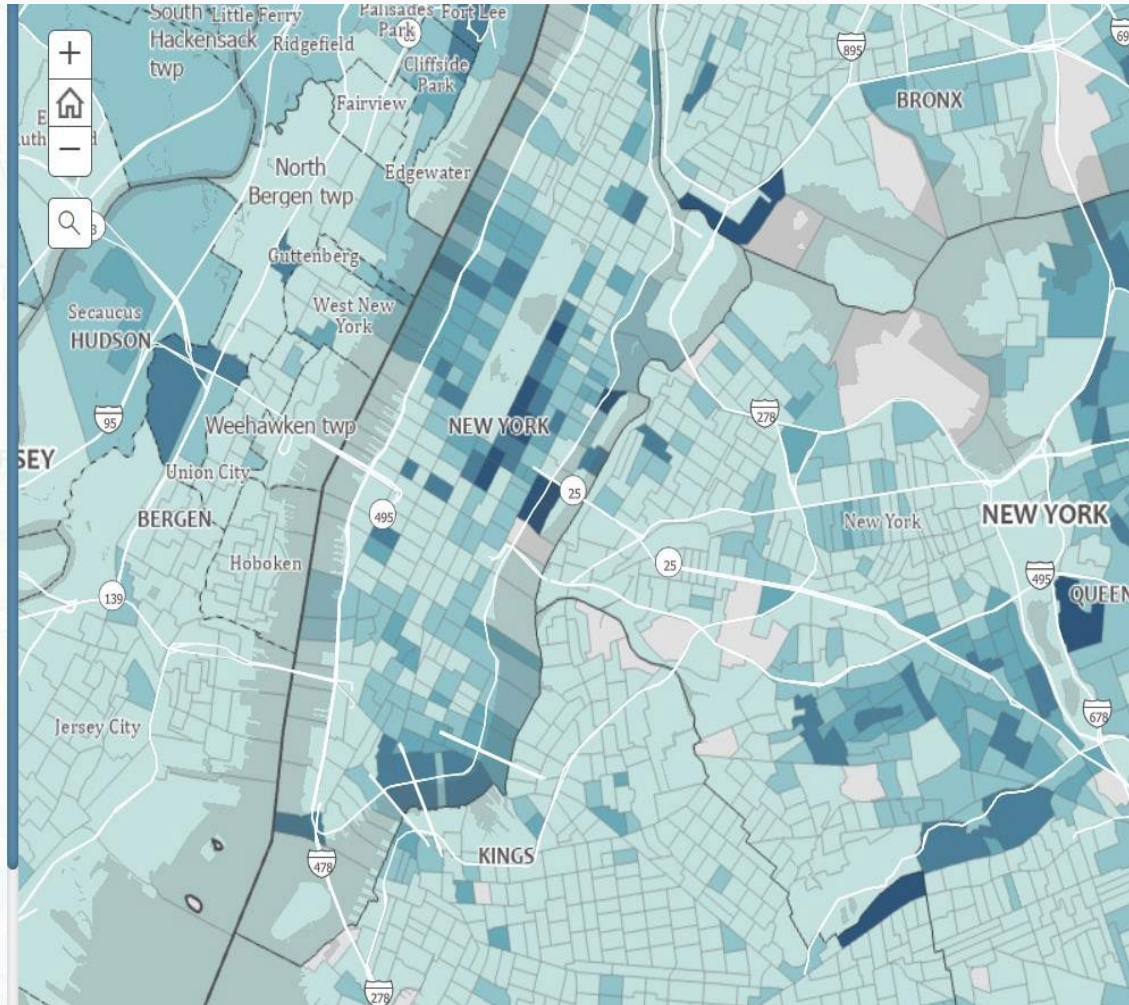 South
Hackensack
twp
Little Ferry
Ridgefield
Palisades
Park
Fort Lee
63
Cliffside
Park
Fairview
895
BRONX
+
−
North
Bergen twp
Edgewater
3
Guttenberg
West New
York
Secaucus
HUDSON
95
Weehawken twp
NEW YORK
278
SEY
Union City
BERGEN
495
25
New York
NEW YORK
Hoboken
25
495
QUEEN
139
Jersey City
678
KINGS
478
278